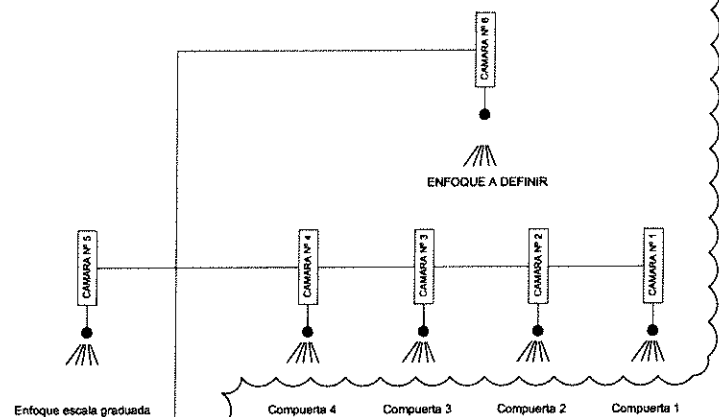 CAMARA Nº 6
ENFOQUE A DEFINIR
CAMARA Nº 5
CAMARA Nº 4
CAMARA Nº 3
CAMARA Nº 2
CAMARA Nº 1
Enfoque escala graduada
Compuerta 4
Compuerta 3
Compuerta 2
Compuerta 1